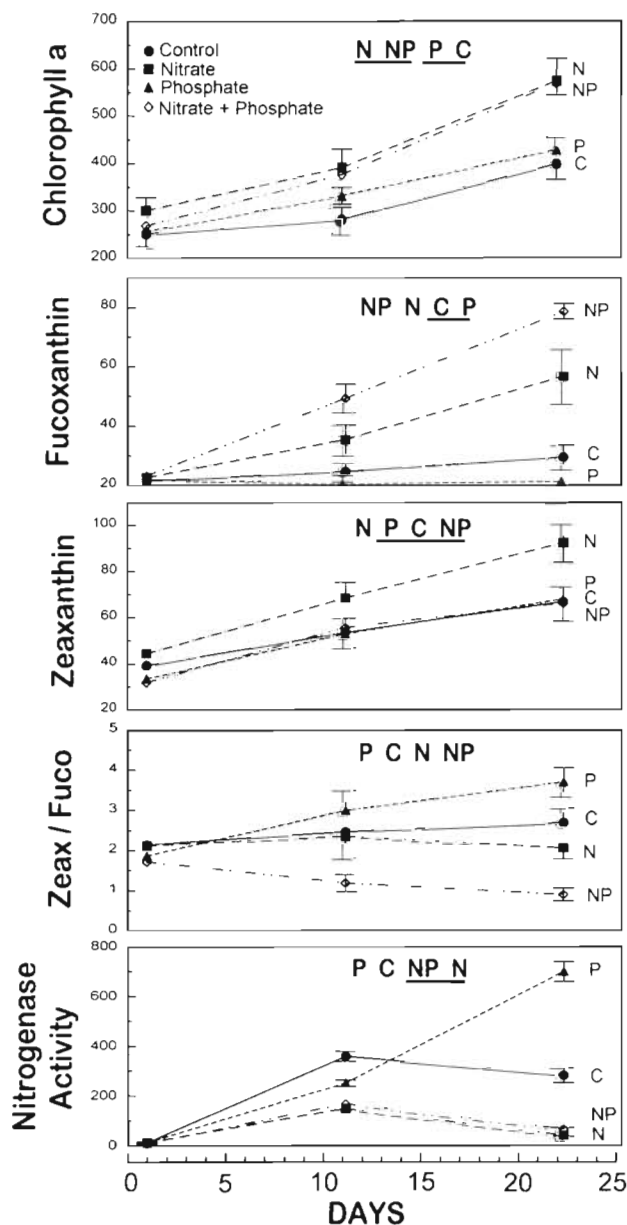 Chlorophyll a
700
600
500
400
300
200
N NP P C
Control
Nitrate
Phosphate
Nitrate + Phosphate
N
NP
P
C
Fucoxanthin
80
60
40
20
NP N C P
NP
N
C
P
Zeaxanthin
100
80
60
40
20
N P C NP
N
P
C
NP
Zeax / Fuco
5
4
3
2
1
0
P C N NP
P
C
N
NP
Nitrogenase
Activity
800
600
400
200
0
P C NP N
P
C
NP
N
0 5 10 15 20 25
DAYS